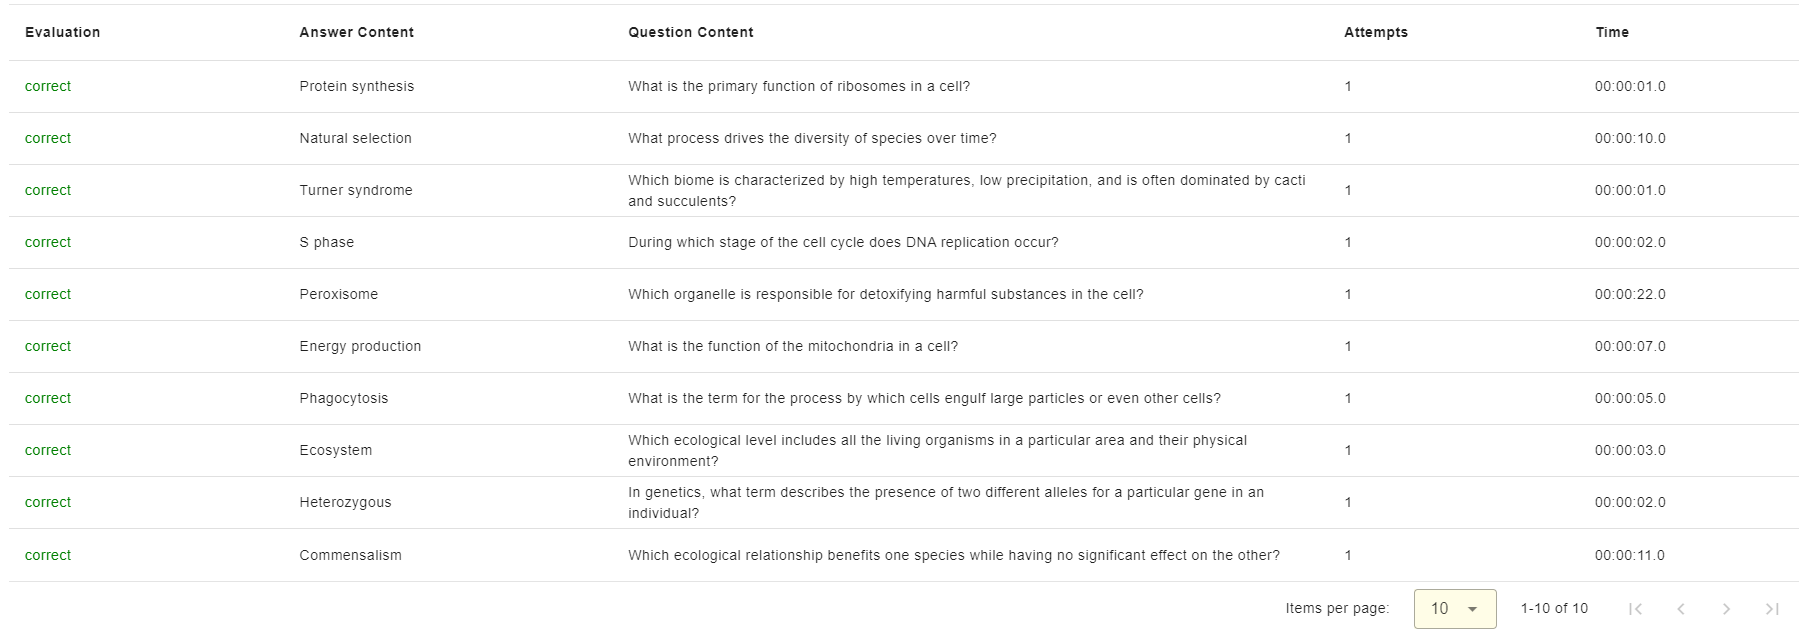 Evaluation Answer Content Question Content Attempts Time
correct Protein synthesis What is the primary function of ribosomes in a cell? 1 00:00:01.0
correct Natural selection What process drives the diversity of species over time? 1 00:00:10.0
correct Turner syndrome Which biome is characterized by high temperatures, low precipitation, and is often dominated by cacti 1 00:00:01.0
and succulents?
correct S phase During which stage of the cell cycle does DNA replication occur? 1 00:00:02.0
correct Peroxisome Which organelle is responsible for detoxifying harmful substances in the cell? 1 00:00:22.0
correct Energy production What is the function of the mitochondria in a cell? 1 00:00:07.0
correct Phagocytosis What is the term for the process by which cells engulf large particles or even other cells? 1 00:00:05.0
correct Ecosystem Which ecological level includes all the living organisms in a particular area and their physical 1 00:00:03.0
environment?
correct Heterozygous In genetics, what term describes the presence of two different alleles for a particular gene in an 1 00:00:02.0
individual?
correct Commensalism Which ecological relationship benefits one species while having no significant effect on the other? 1 00:00:11.0
Items per page: 10 1-10 of 10